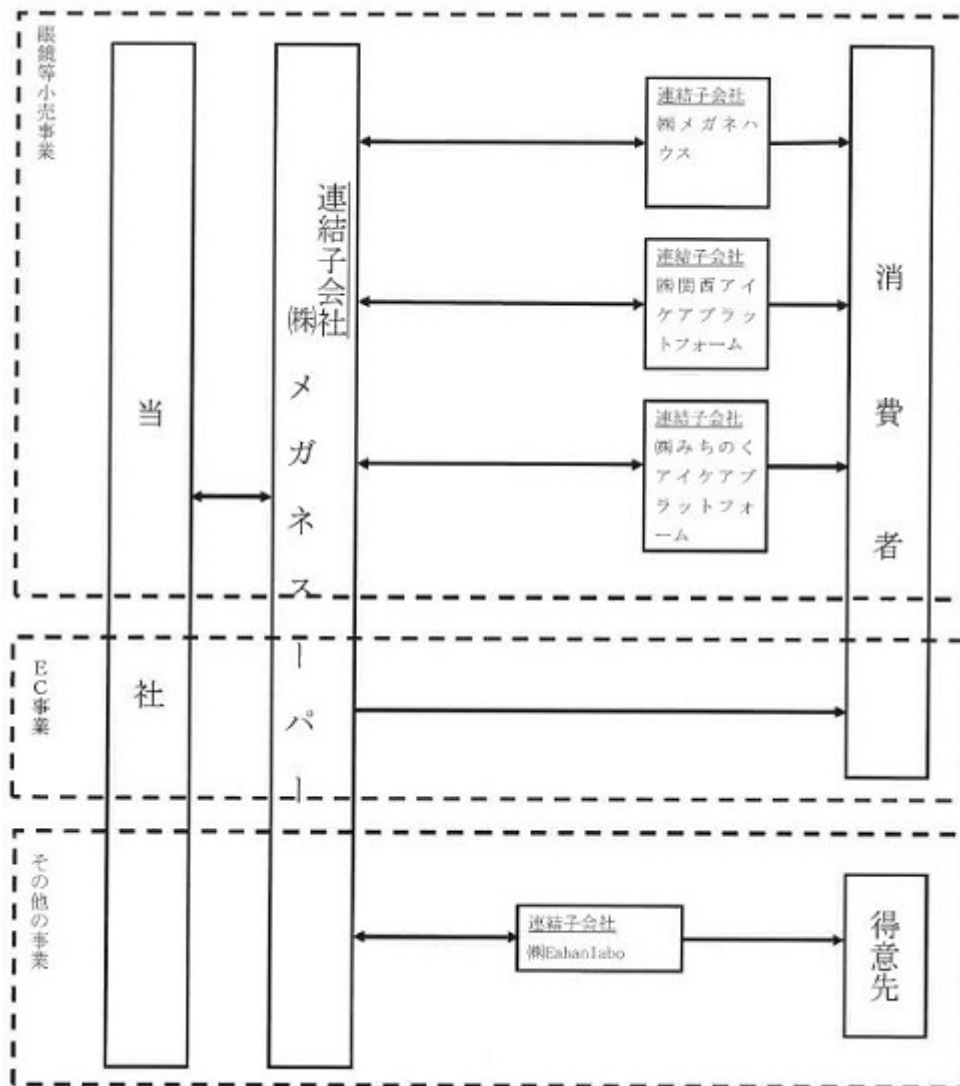 眼鏡等小売事業
当社
連結子会社
㈱メガネスーパー
連結子会社
㈱メガネハ
ウス
連結子会社
㈱関西アイ
ケアプラッ
トフォーム
連結子会社
㈱みちのく
アイケアプ
ラットフォ
ーム
消費者
EC事業
その他の事業
連結子会社
㈱Enhanlabo
得意先